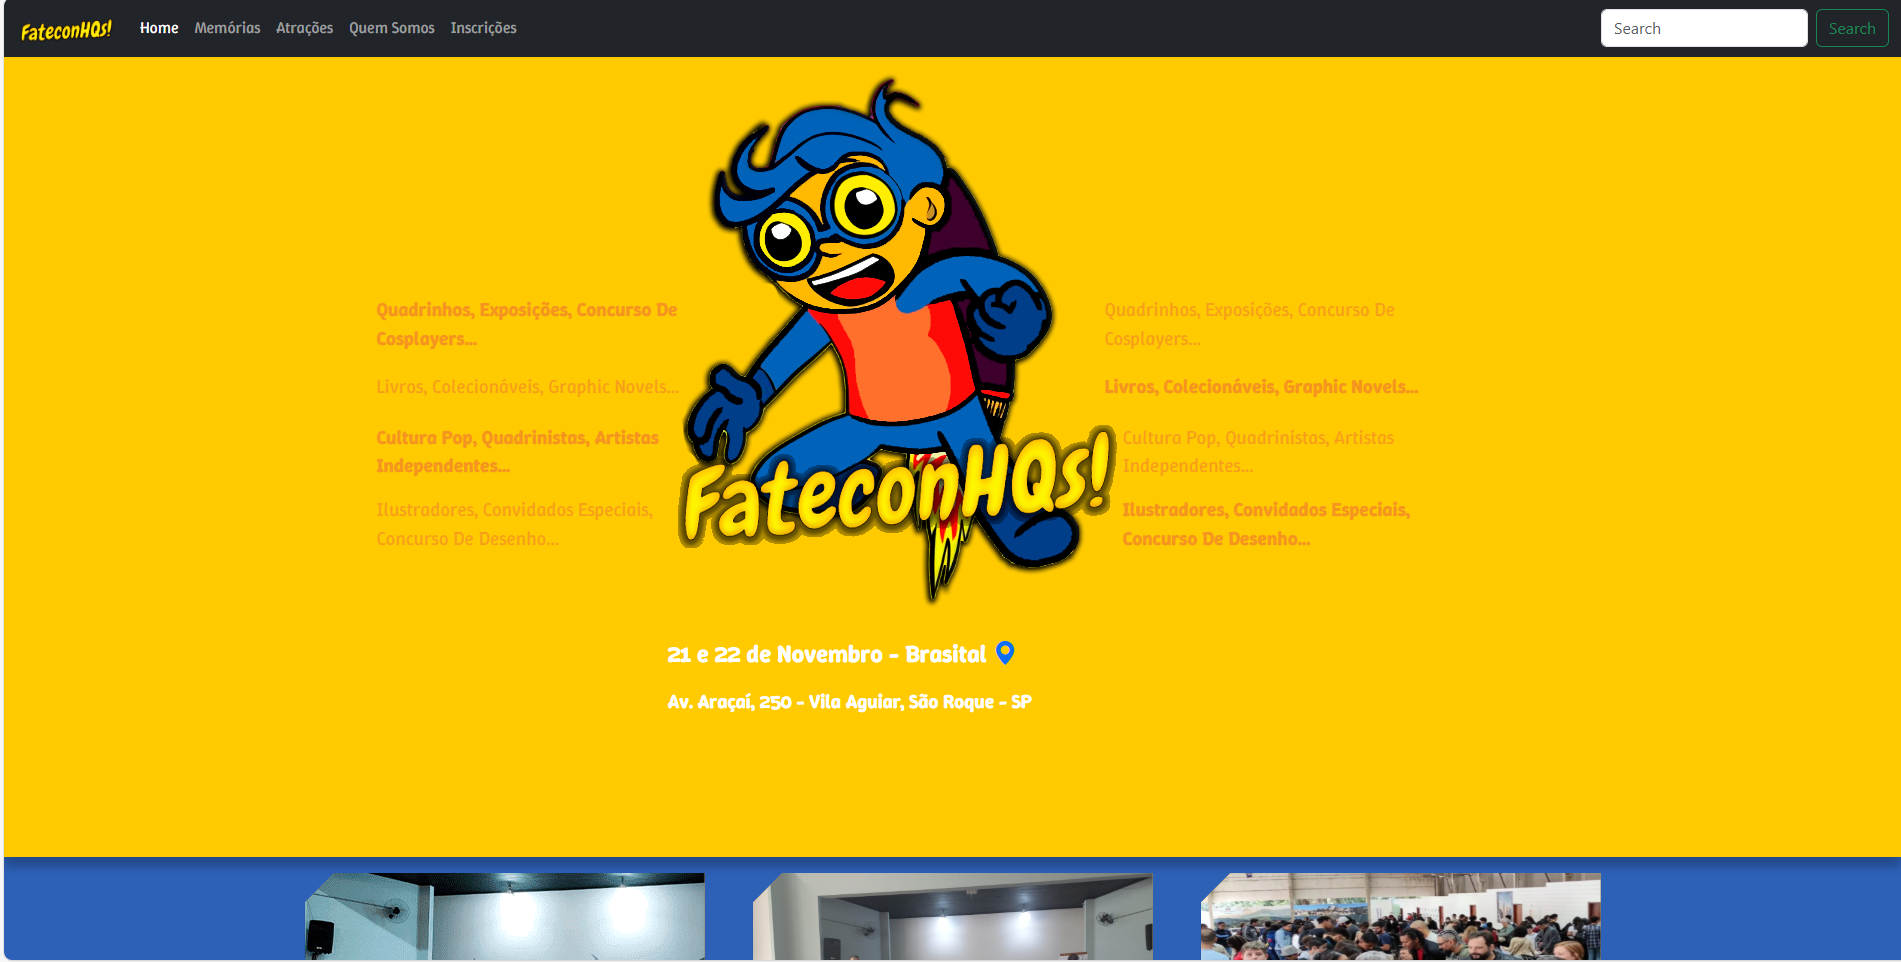 FateconHQs!
Home
Memórias
Atrações
Quem Somos
Inscrições
Search
Search
Quadrinhos, Exposições, Concurso De
Cosplayers...
Livros, Colecionáveis, Graphic Novels...
Cultura Pop, Quadrinistas, Artistas
Independentes...
Ilustradores, Convidados Especiais,
Concurso De Desenho...
FateconHQs!
Quadrinhos, Exposições, Concurso De
Cosplayers...
Livros, Colecionáveis, Graphic Novels...
Cultura Pop, Quadrinistas, Artistas
Independentes...
Ilustradores, Convidados Especiais,
Concurso De Desenho...
21 e 22 de Novembro - Brasital
Av. Araçaí, 250 - Vila Aguiar, São Roque - SP